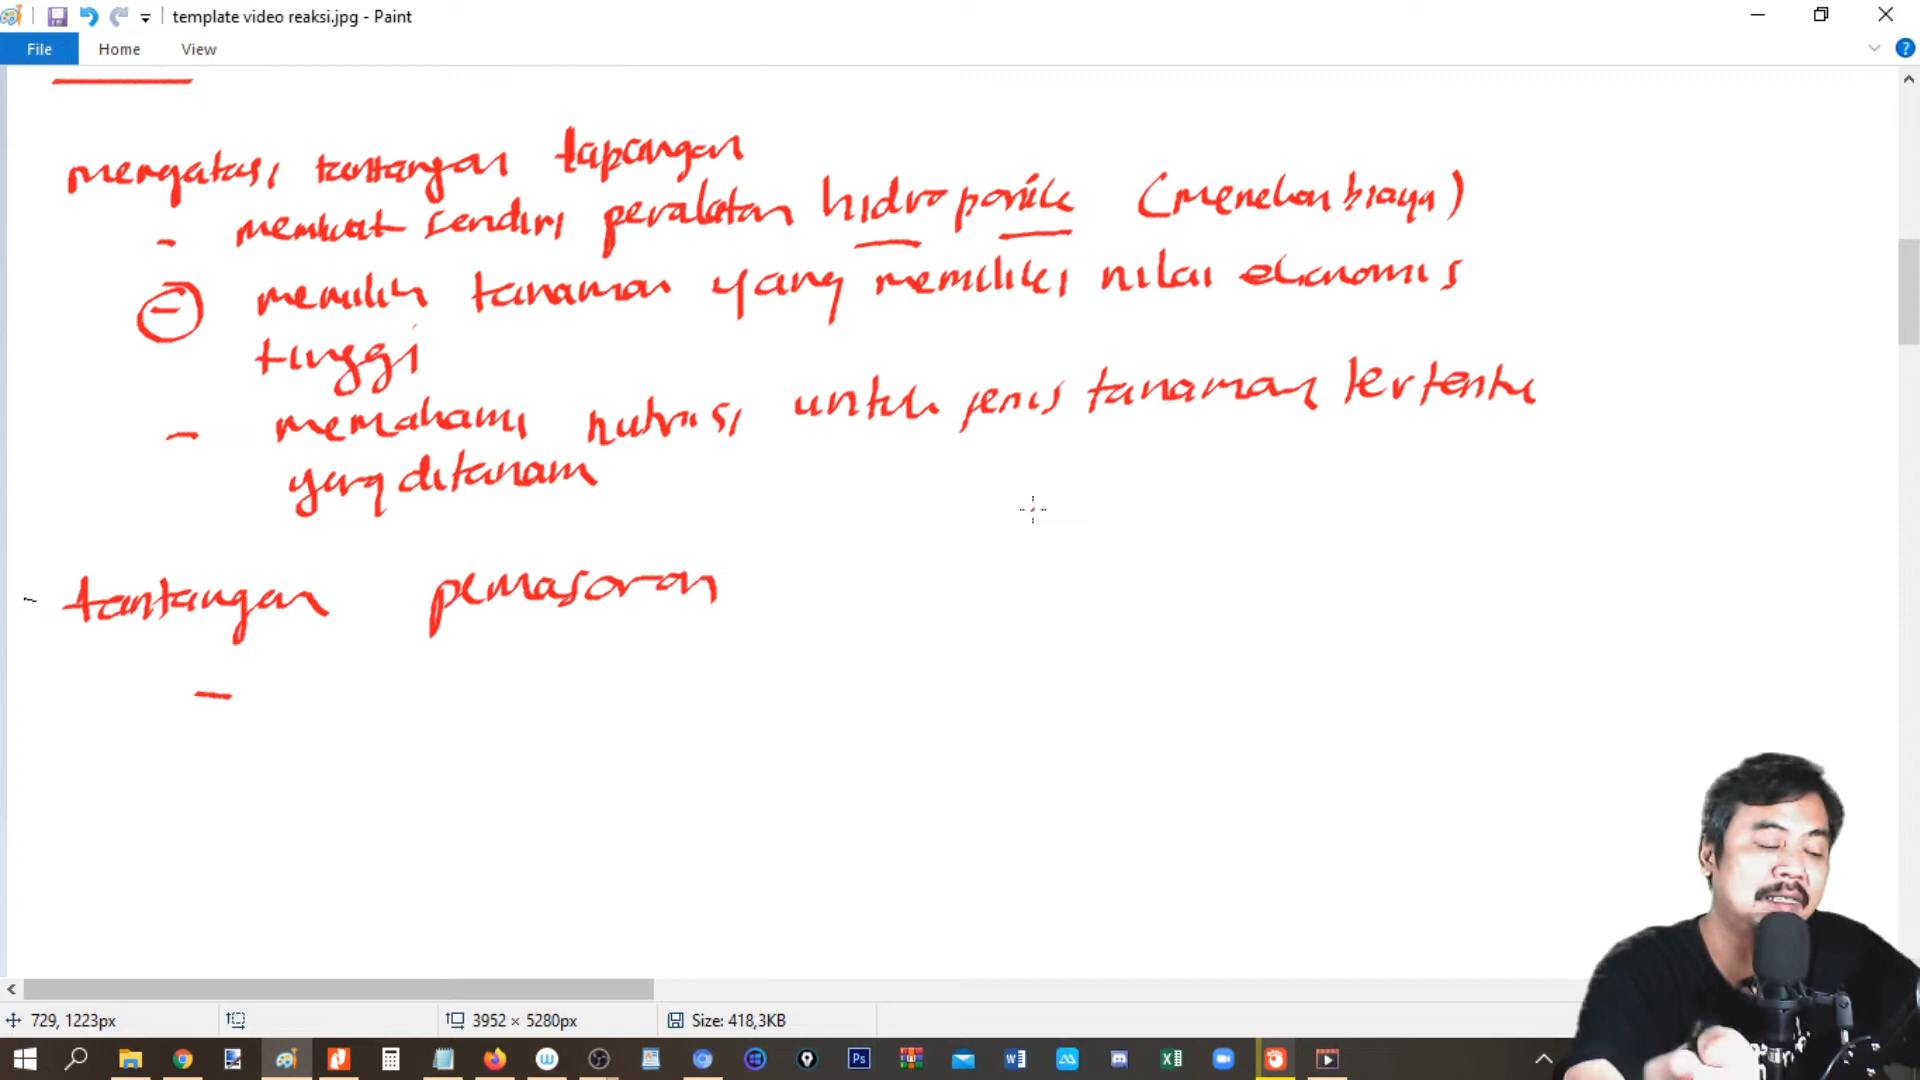 template video reaksi.jpg - Paint
File Home View
mengatasi tantangan lapangan
- membuat sendiri peralatan hidroponik (menekan biaya)
- memilih tanaman yang memiliki nilai ekonomis
tinggi
- memahami nutrisi untuk jenis tanaman tertentu
yang ditanam
- tantangan pemasaran
-
729, 1223px 3952 × 5280px Size: 418,3KB